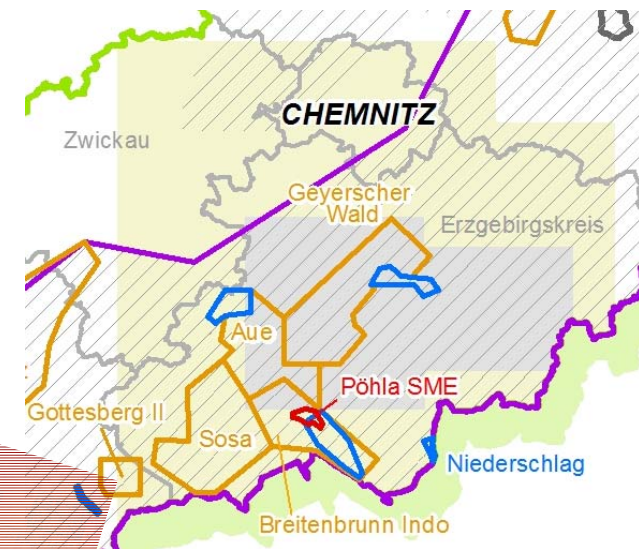 CHEMNITZ
Zwickau
Geyerscher
Wald
Erzgebirgskreis
Aue
Pöhla SME
Gottesberg II
Sosa
Niederschlag
Breitenbrunn Indo